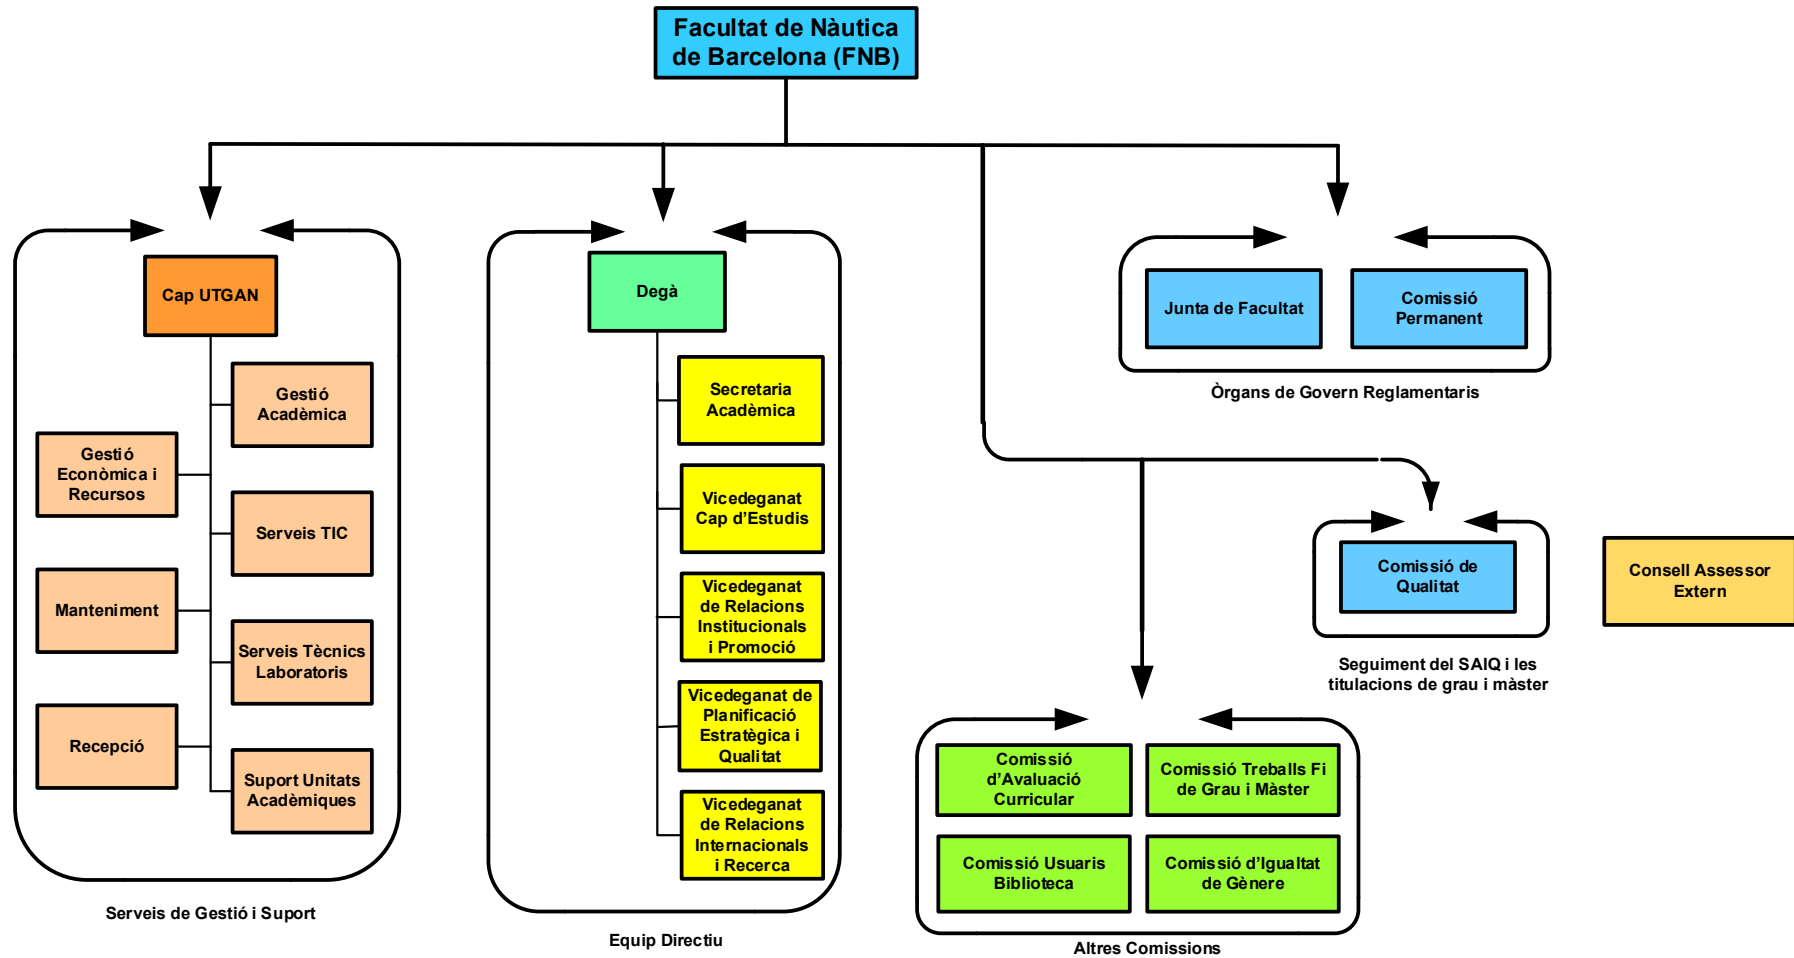 Facultat de Nàutica
de Barcelona (FNB)
Cap UTGAN
Gestió
Acadèmica
Gestió
Econòmica i
Recursos
Serveis TIC
Manteniment
Serveis Tècnics
Laboratoris
Recepció
Suport Unitats
Acadèmiques
Serveis de Gestió i Suport
Degà
Secretaria
Acadèmica
Vicedeganat
Cap d’Estudis
Vicedeganat
de Relacions
Institucionals
i Promoció
Vicedeganat de
Planificació
Estratègica i
Qualitat
Vicedeganat
de Relacions
Internacionals
i Recerca
Equip Directiu
Junta de Facultat
Comissió
Permanent
Òrgans de Govern Reglamentaris
Comissió de
Qualitat
Seguiment del SAIQ i les
titulacions de grau i màster
Consell Assessor
Extern
Comissió
d’Avaluació
Curricular
Comissió Treballs Fi
de Grau i Màster
Comissió Usuaris
Biblioteca
Comissió d’Igualtat
de Gènere
Altres Comissions